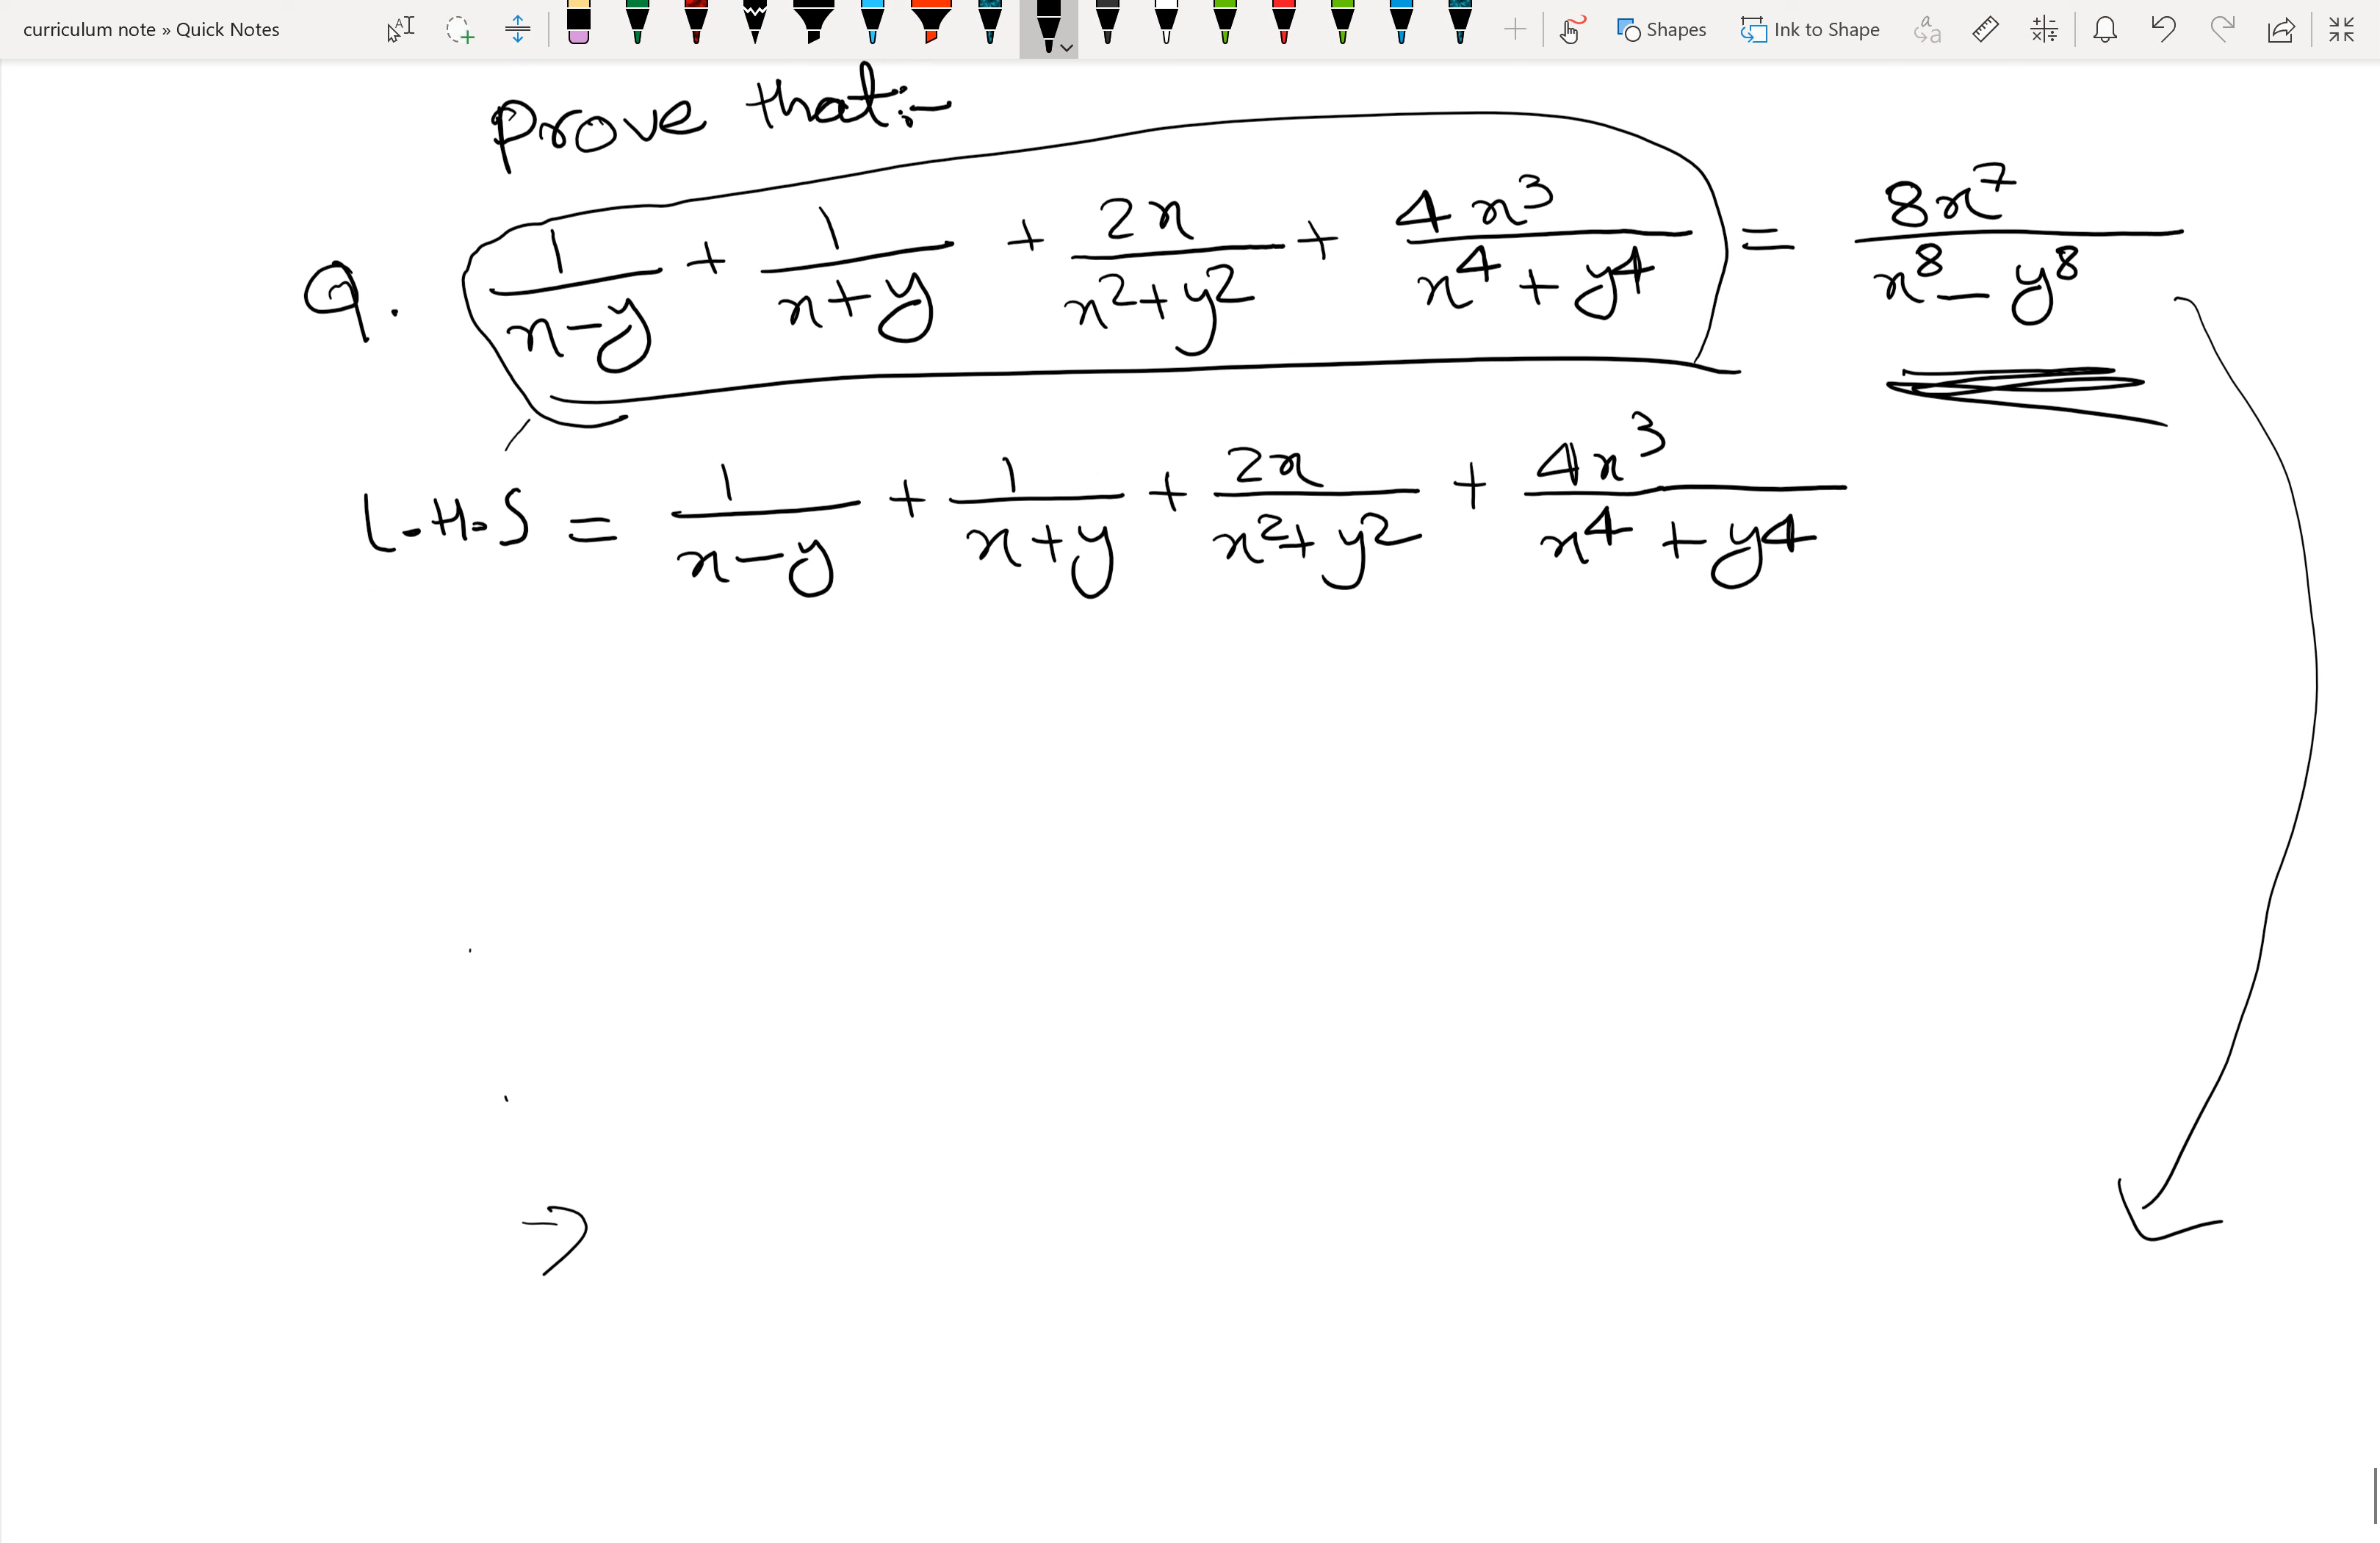 curriculum note » Quick Notes
Shapes
Ink to Shape
Prove that:-
Q. 1/(x-y) + 1/(x+y) + 2x/(x²+y²) + 4x³/(x⁴+y⁴) = 8x⁷/(x⁸-y⁸)
L.H.S = 1/(x-y) + 1/(x+y) + 2x/(x²+y²) + 4x³/(x⁴+y⁴)